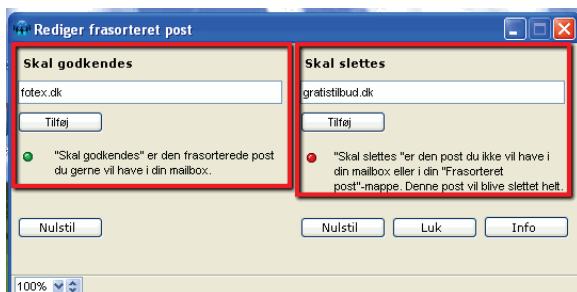 Rediger frasorteret post
Skal godkendes
fotex.dk
Tilføj
"Skal godkendes" er den frasorterede post
du gerne vil have i din mailbox.
Nulstil
Skal slettes
gratistilbud.dk
Tilføj
"Skal slettes "er den post du ikke vil have i
din mailbox eller i din "Frasorteret
post"-mappe. Denne post vil blive slettet helt.
Nulstil
Luk
Info
100%